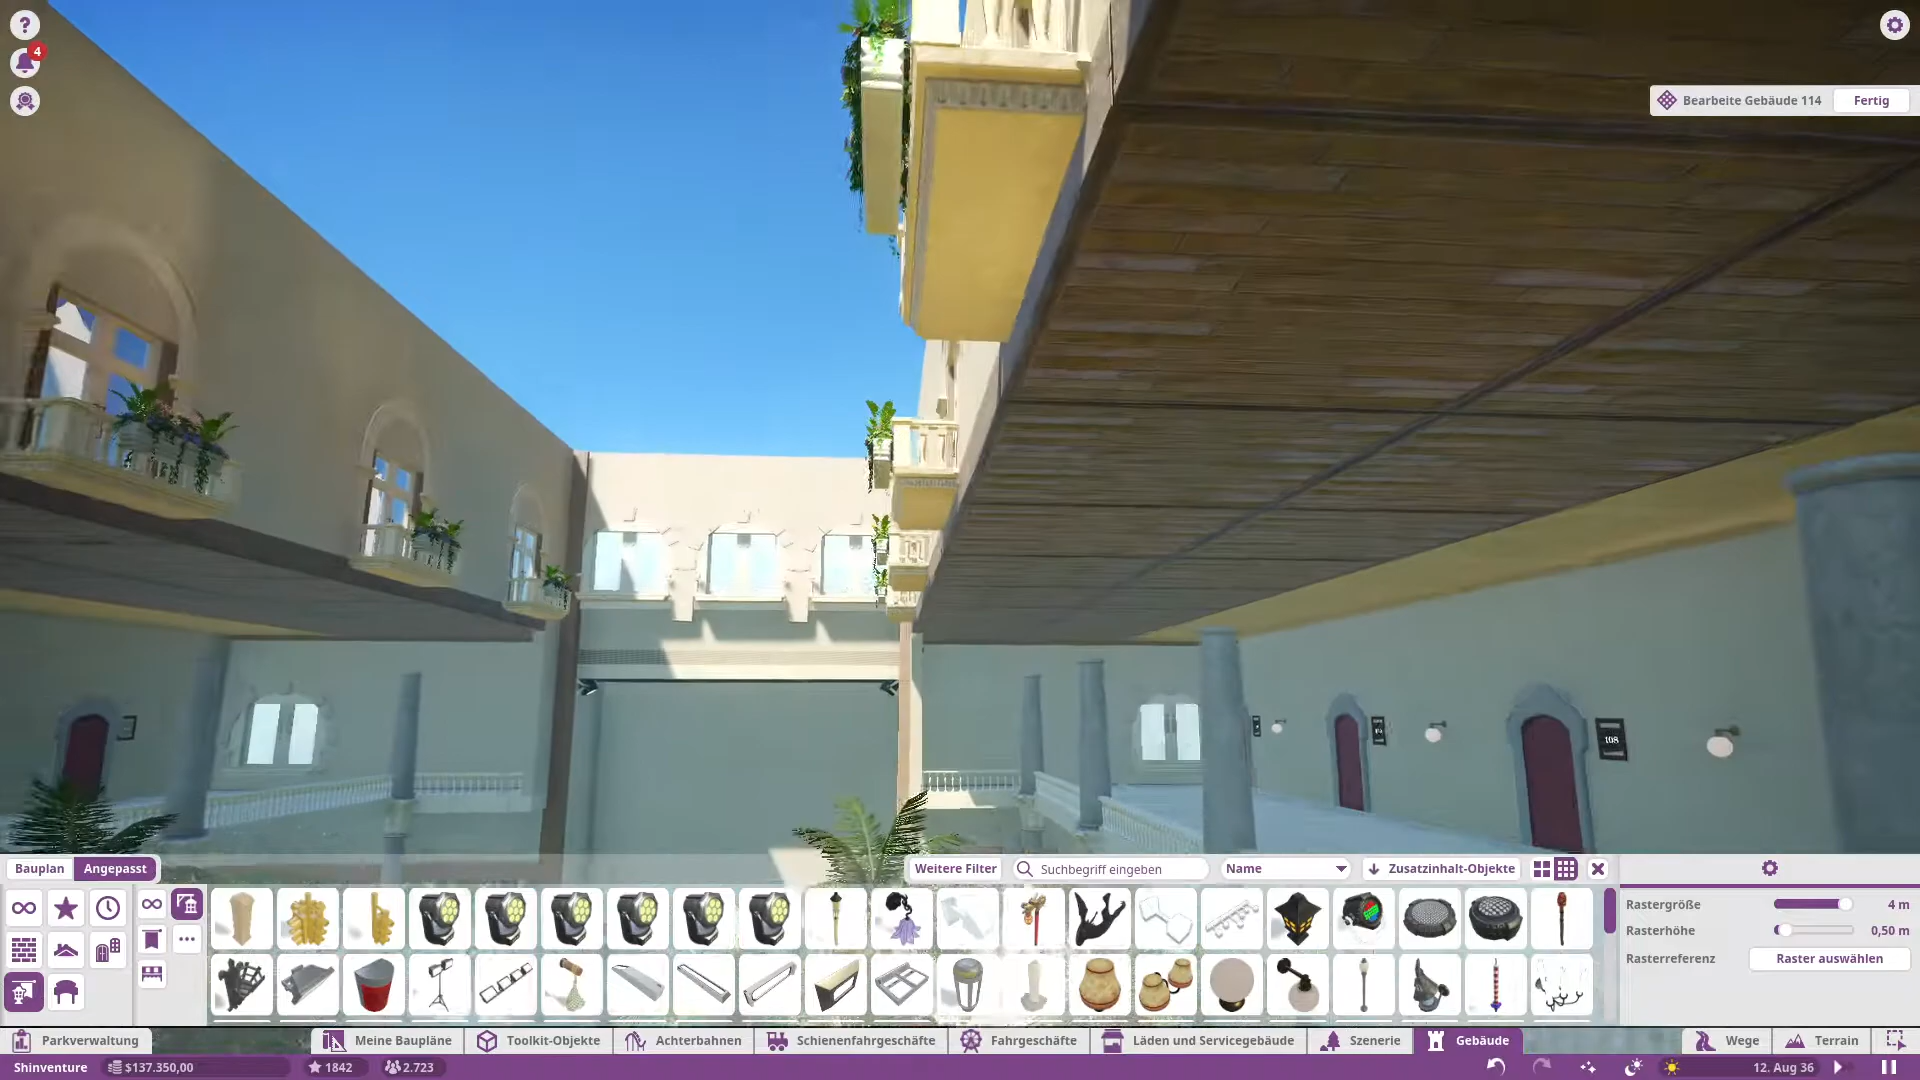 ?
4
Bearbeite Gebäude 114
Fertig
108
Bauplan
Angepasst
Weitere Filter
Suchbegriff eingeben
Name
Zusatzinhalt-Objekte
Rastergröße
4 m
Rasterhöhe
0,50 m
Rasterreferenz
Raster auswählen
Parkverwaltung
Meine Baupläne
Toolkit-Objekte
Achterbahnen
Schienenfahrgeschäfte
Fahrgeschäfte
Läden und Servicegebäude
Szenerie
Gebäude
Wege
Terrain
Shinventure
$137.350,00
1842
2.723
12. Aug 36